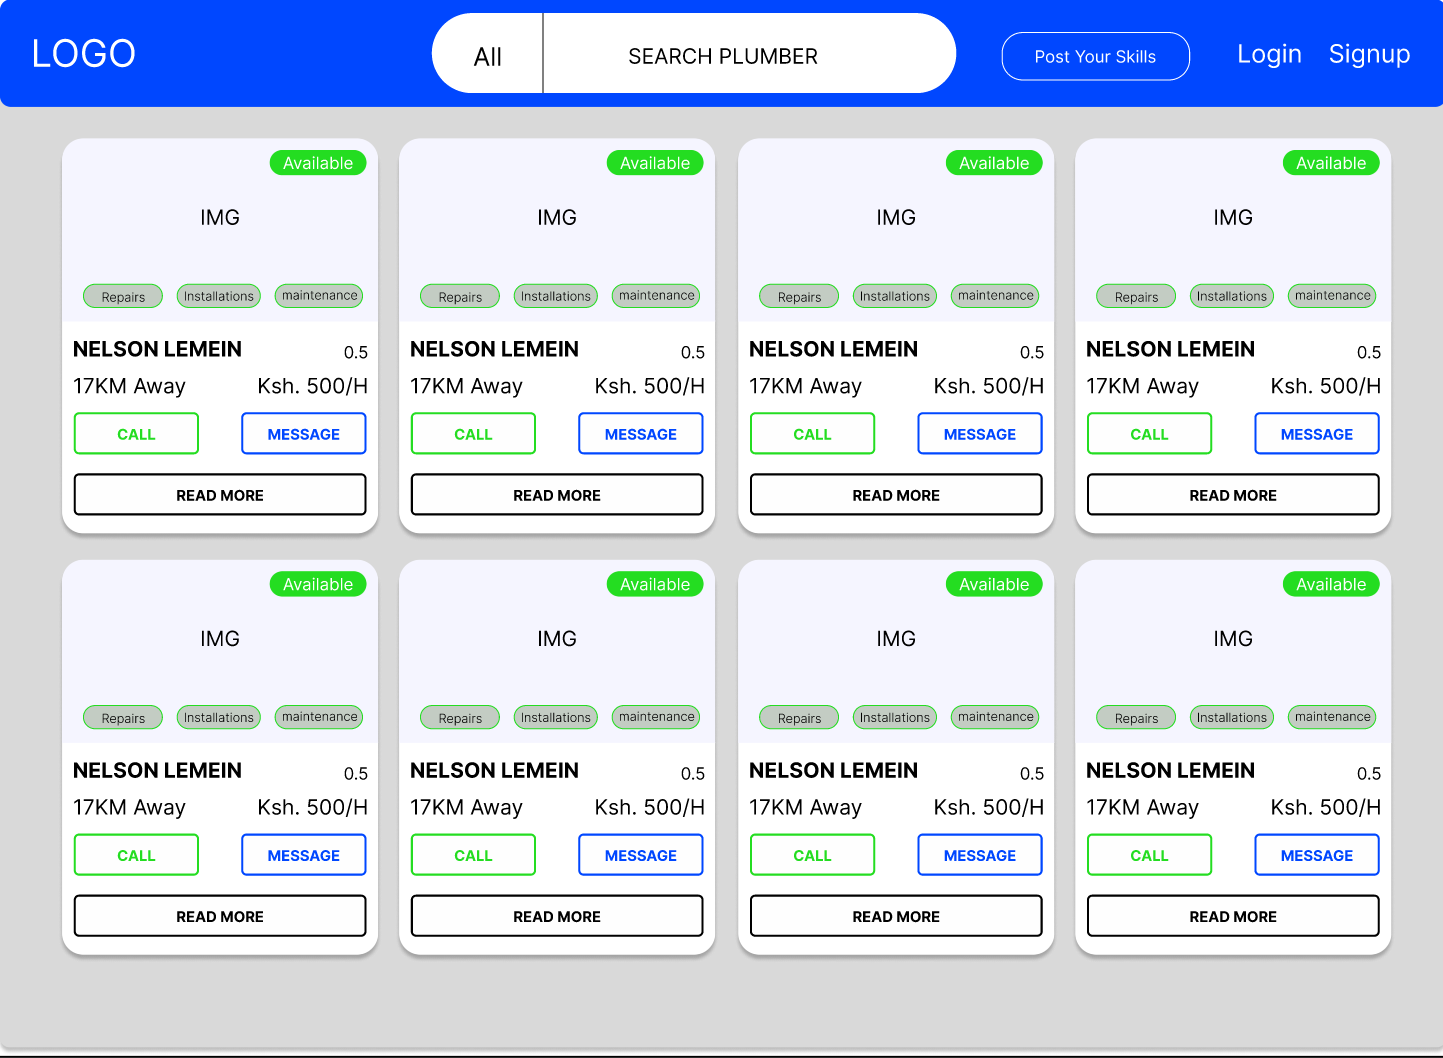 LOGO All SEARCH PLUMBER Post Your Skills Login Signup
Available Available Available Available
IMG IMG IMG IMG
Repairs Installations maintenance Repairs Installations maintenance Repairs Installations maintenance Repairs Installations maintenance
NELSON LEMEIN 0.5 NELSON LEMEIN 0.5 NELSON LEMEIN 0.5 NELSON LEMEIN 0.5
17KM Away Ksh. 500/H 17KM Away Ksh. 500/H 17KM Away Ksh. 500/H 17KM Away Ksh. 500/H
CALL MESSAGE CALL MESSAGE CALL MESSAGE CALL MESSAGE
READ MORE READ MORE READ MORE READ MORE
Available Available Available Available
IMG IMG IMG IMG
Repairs Installations maintenance Repairs Installations maintenance Repairs Installations maintenance Repairs Installations maintenance
NELSON LEMEIN 0.5 NELSON LEMEIN 0.5 NELSON LEMEIN 0.5 NELSON LEMEIN 0.5
17KM Away Ksh. 500/H 17KM Away Ksh. 500/H 17KM Away Ksh. 500/H 17KM Away Ksh. 500/H
CALL MESSAGE CALL MESSAGE CALL MESSAGE CALL MESSAGE
READ MORE READ MORE READ MORE READ MORE